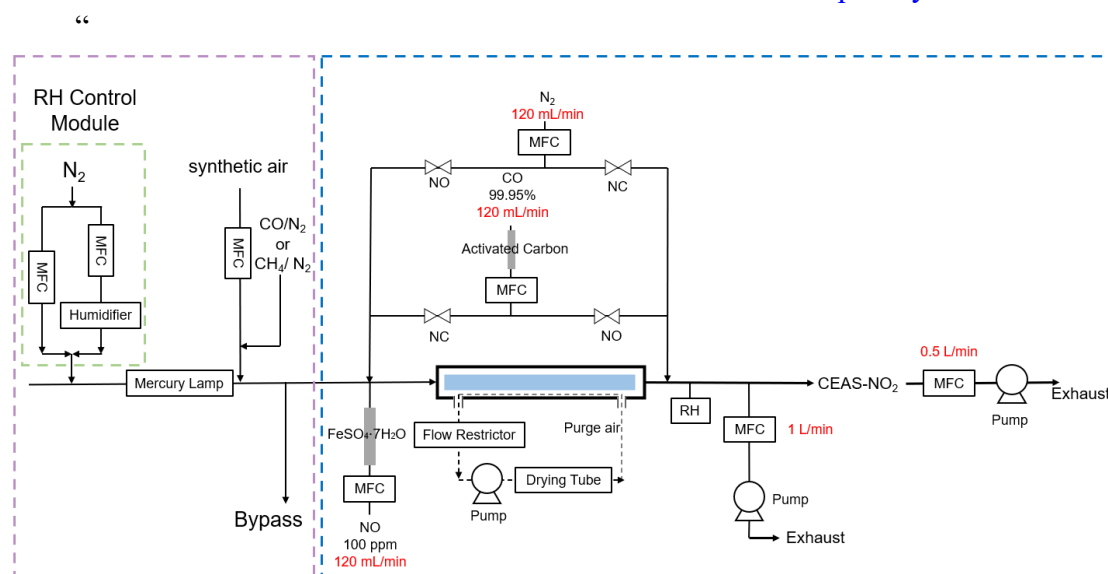 “
RH Control
Module
N2
MFC
MFC
Humidifier
synthetic air
MFC
CO/N2
or
CH4/ N2
Mercury Lamp
Bypass
N2
120 mL/min
MFC
NO
NC
CO
99.95%
120 mL/min
Activated Carbon
MFC
NC
NO
FeSO4·7H2O
MFC
NO
100 ppm
120 mL/min
Flow Restrictor
Purge air
Pump
Drying Tube
RH
MFC
1 L/min
Pump
Exhaust
CEAS-NO2
0.5 L/min
MFC
Pump
Exhaust